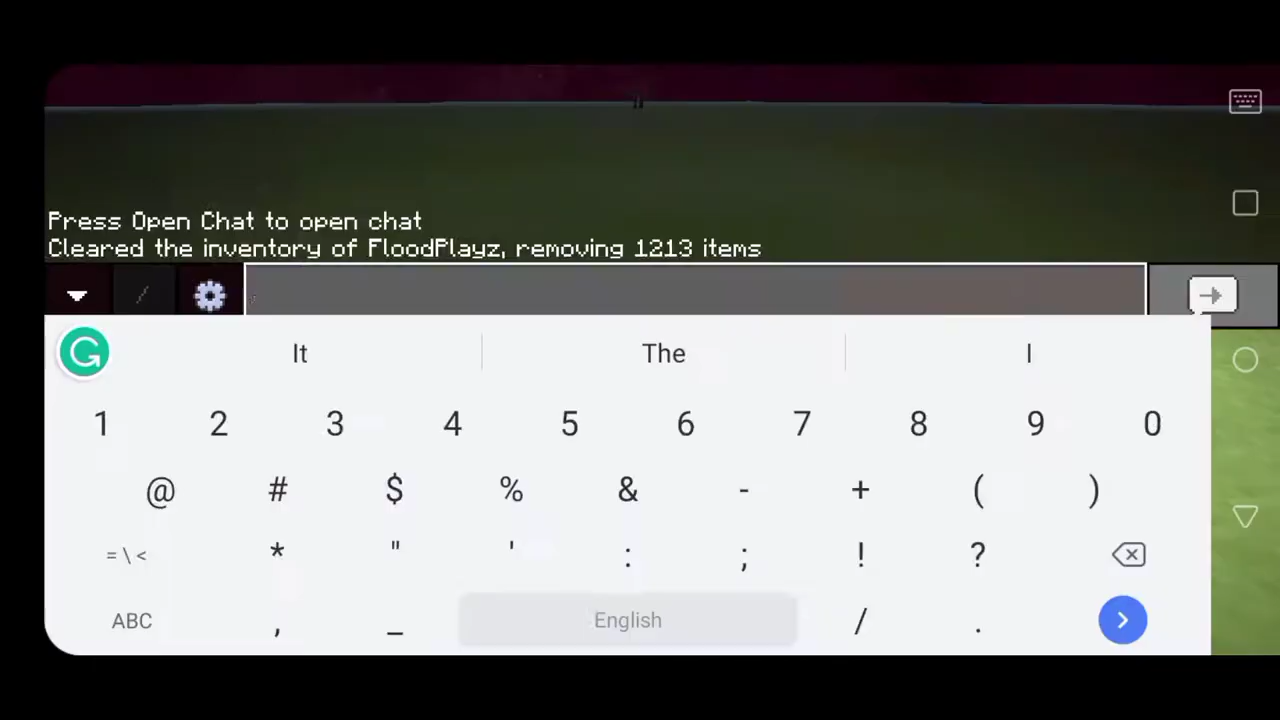 Press Open Chat to open chat
Cleared the inventory of FloodPlayz, removing 1213 items
/
It The I
1 2 3 4 5 6 7 8 9 0
@ # $ % & - + ( )
= \ < * " ' : ; ! ?
ABC , _ English / .